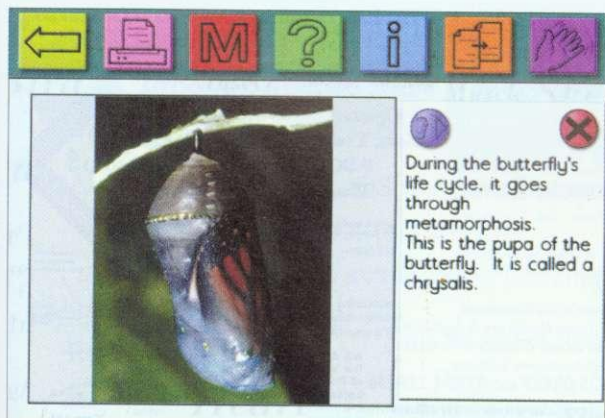 M
?
i
During the butterfly's
life cycle, it goes
through
metamorphosis.
This is the pupa of the
butterfly. It is called a
chrysalis.